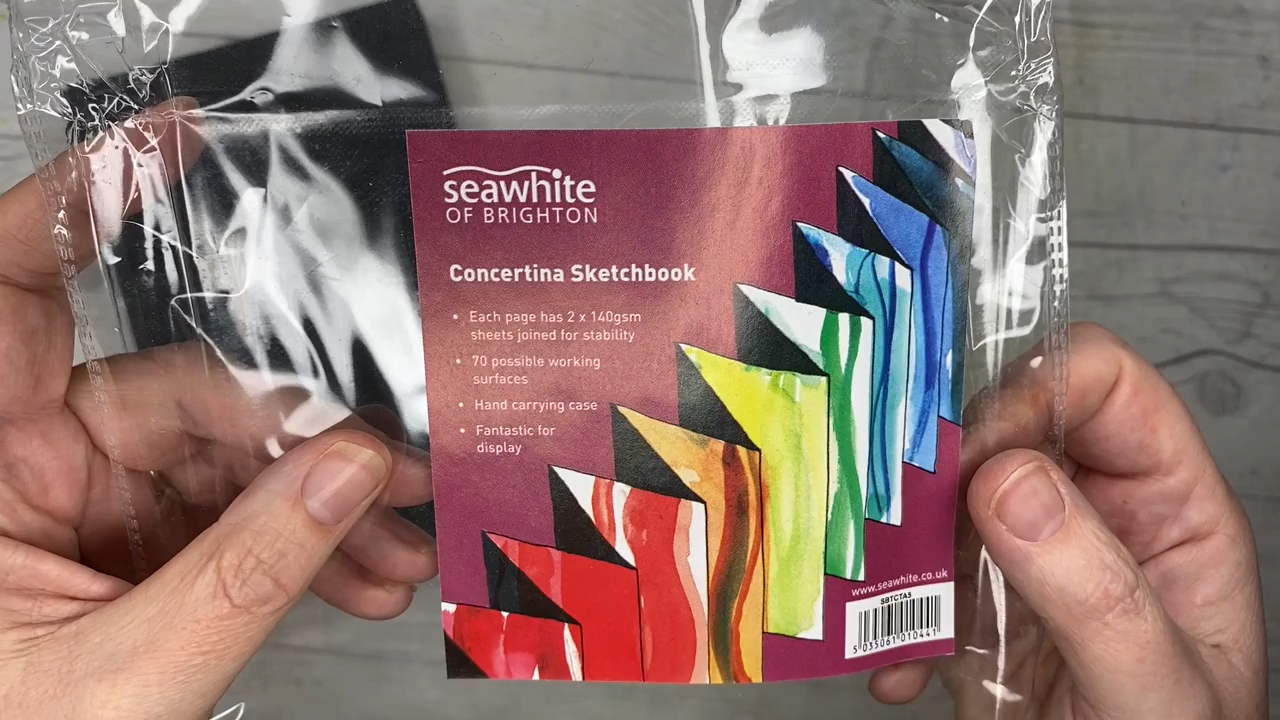 seawhite
OF BRIGHTON
Concertina Sketchbook
• Each page has 2 x 140gsm
sheets joined for stability
• 70 possible working
surfaces
• Hand carrying case
• Fantastic for
display
www.seawhite.co.uk
SBTCTA5
5 035061 010441